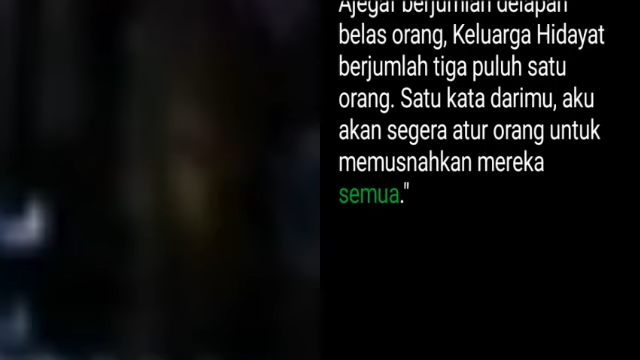 Ajegar berjumlah delapan
belas orang, Keluarga Hidayat
berjumlah tiga puluh satu
orang. Satu kata darimu, aku
akan segera atur orang untuk
memusnahkan mereka
semua."